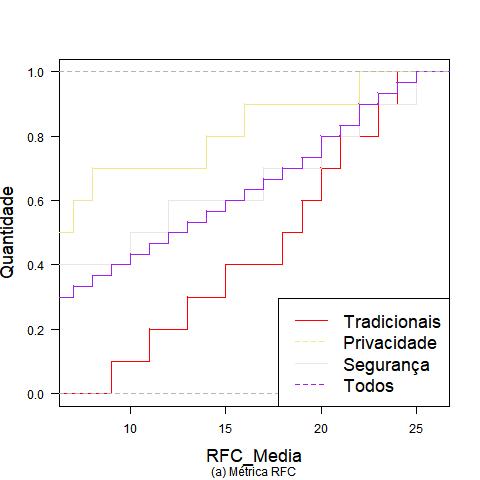 1.0
0.8
0.6
0.4
0.2
0.0
Quantidade
Tradicionais
Privacidade
Segurança
Todos
10 15 20 25
RFC_Media
(a) Métrica RFC